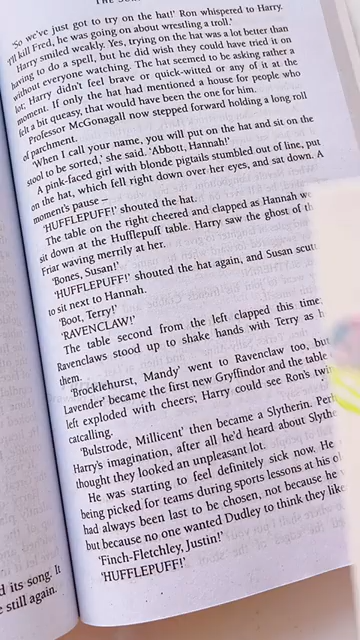 'So we've just got to try on the hat!' Ron whispered to Harry.
'I'll kill Fred, he was going on about wrestling a troll.'
Harry smiled weakly. Yes, trying on the hat was a lot better than
having to do a spell, but he did wish they could have tried it on
without everyone watching. The hat seemed to be asking rather a
lot; Harry didn't feel brave or quick-witted or any of it at the
moment. If only the hat had mentioned a house for people who
felt a bit queasy, that would have been the one for him.
Professor McGonagall now stepped forward holding a long roll
of parchment.
'When I call your name, you will put on the hat and sit on the
stool to be sorted,' she said. 'Abbott, Hannah!'
A pink-faced girl with blonde pigtails stumbled out of line, put
on the hat, which fell right down over her eyes, and sat down. A
moment's pause –
'HUFFLEPUFF!' shouted the hat.
The table on the right cheered and clapped as Hannah
sit down at the Hufflepuff table. Harry saw the ghost of
Friar waving merrily at her.
'Bones, Susan!'
'HUFFLEPUFF!' shouted the hat again, and Susan
to sit next to Hannah.
'Boot, Terry!'
'RAVENCLAW!'
The table second from the left clapped this time;
Ravenclaws stood up to shake hands with Terry as
them.
'Brocklehurst, Mandy' went to Ravenclaw too, but
Lavender' became the first new Gryffindor and the table
left exploded with cheers; Harry could see Ron's
catcalling.
'Bulstrode, Millicent' then became a Slytherin.
Harry's imagination, after all he'd heard about
thought they looked an unpleasant lot.
He was starting to feel definitely sick now. He
being picked for teams during sports lessons at his
had always been last to be chosen, not because he
but because no one wanted Dudley to think they
'Finch-Fletchley, Justin!'
'HUFFLEPUFF!'
d its song. It
e still again.